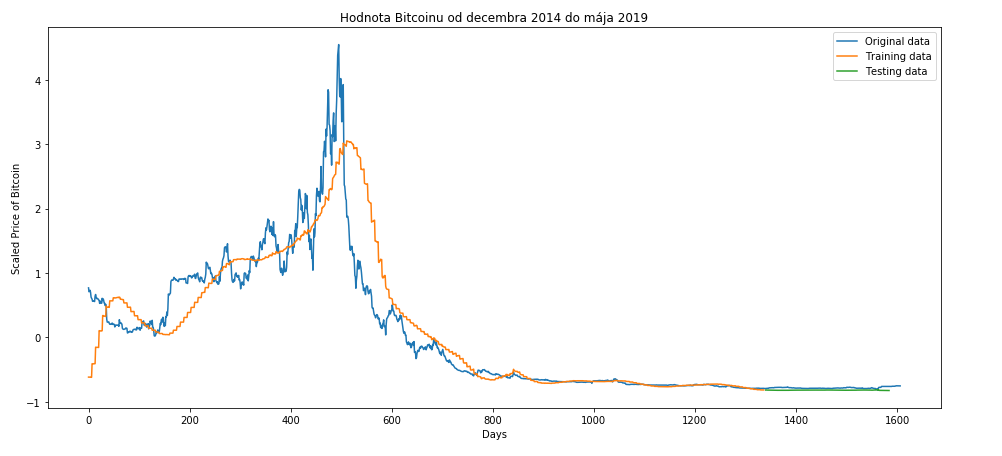 Hodnota Bitcoinu od decembra 2014 do mája 2019
Original data
Training data
Testing data
Scaled Price of Bitcoin
4
3
2
1
0
−1
0 200 400 600 800 1000 1200 1400 1600
Days